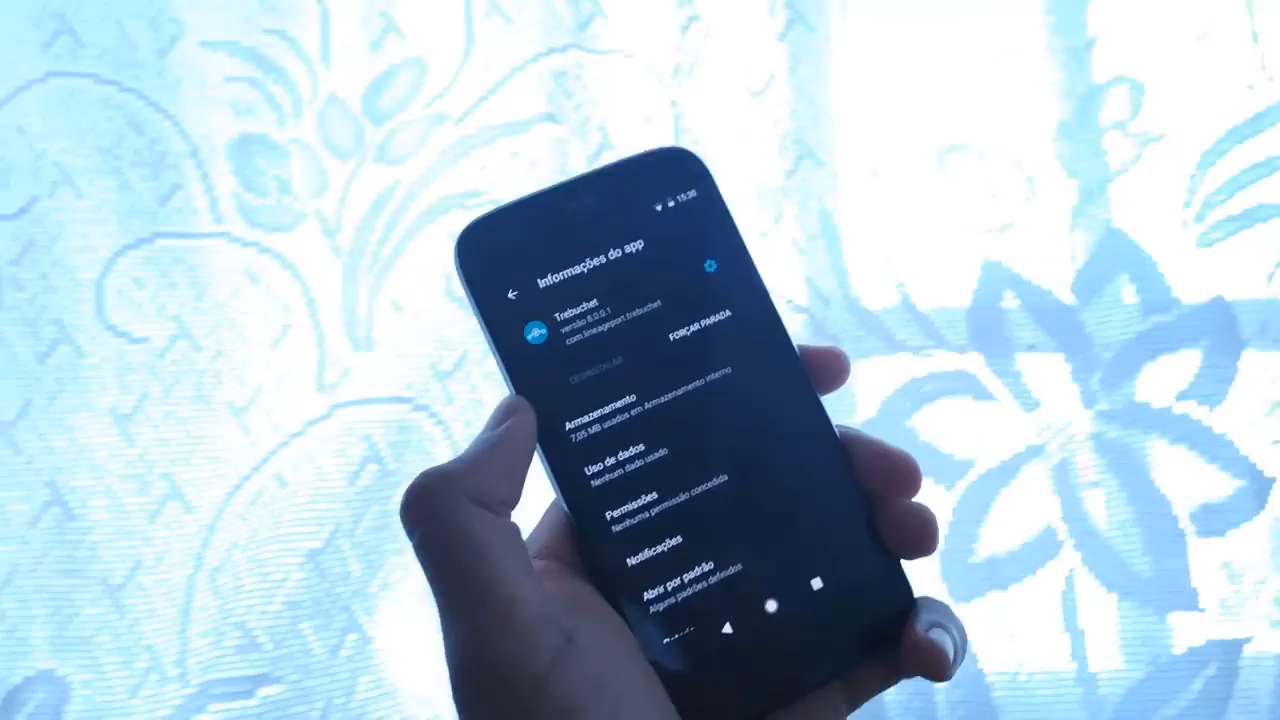 15:30
Informações do app
Trebuchet
versão 8.0.0.1
com.lineageport.trebuchet
DESINSTALAR
FORÇAR PARADA
Armazenamento
7,05 MB usados em Armazenamento interno
Uso de dados
Nenhum dado usado
Permissões
Nenhuma permissão concedida
Notificações
Abrir por padrão
Alguns padrões definidos